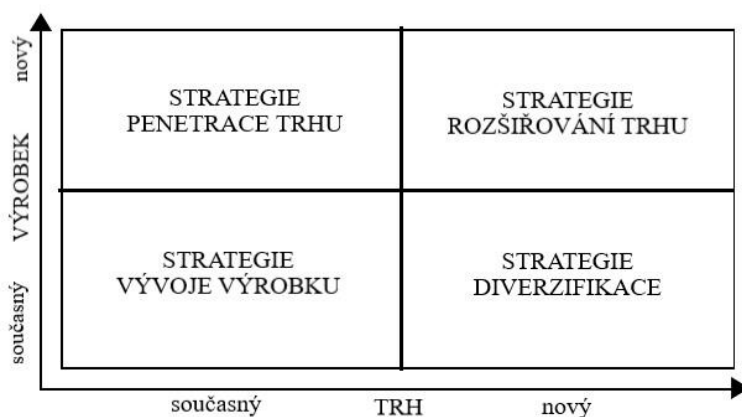 nový
STRATEGIE
PENETRACE TRHU
STRATEGIE
ROZŠIŘOVÁNÍ TRHU
VÝROBEK
STRATEGIE
VÝVOJE VÝROBKU
STRATEGIE
DIVERZIFIKACE
současný
současný
TRH
nový